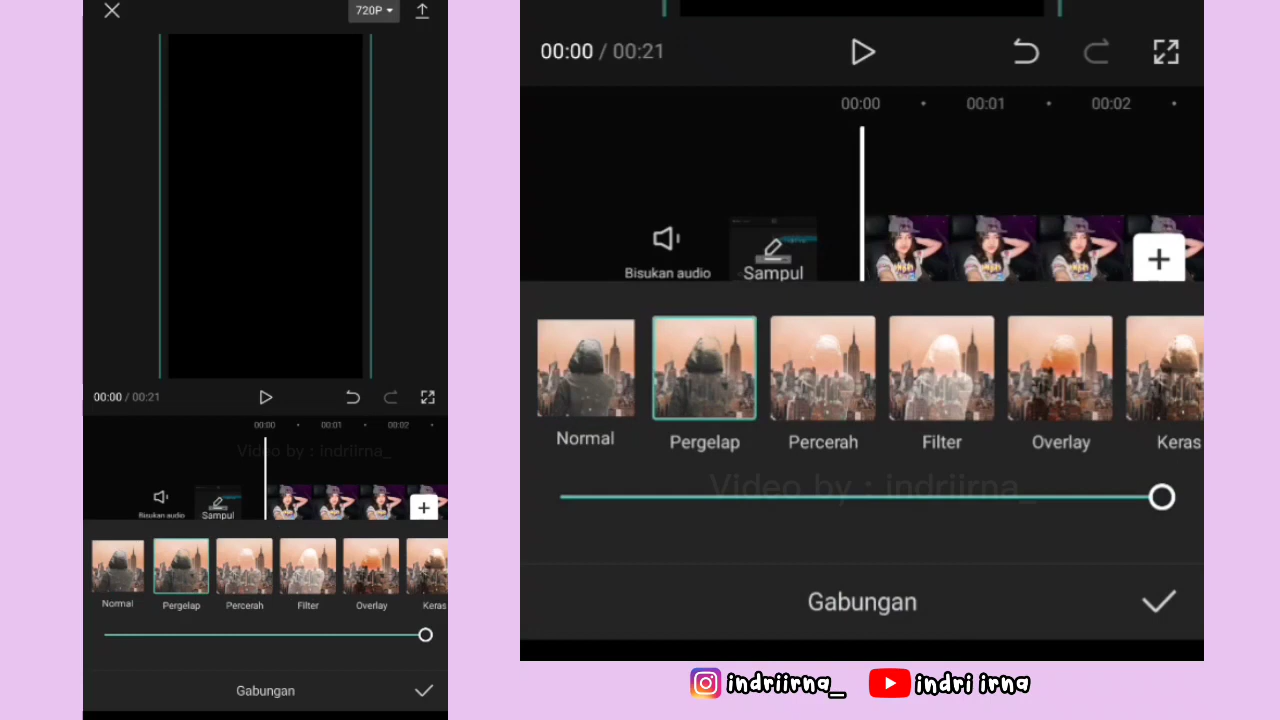 720P
00:00 / 00:21
00:00 00:01 00:02
Video by : indriirna_
Bisukan audio
Sampul
Normal Pergelap Percerah Filter Overlay Keras
Gabungan
00:00 / 00:21
00:00 00:01 00:02
Bisukan audio
Sampul
Normal Pergelap Percerah Filter Overlay Keras
Video by : indriirna_
Gabungan
indriirna_ indri irna